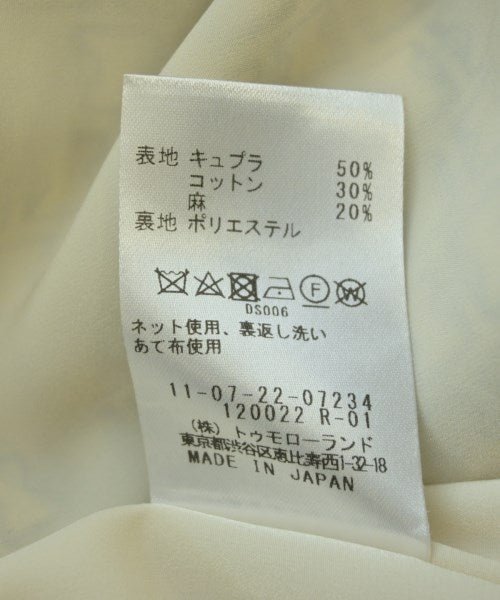 表地 キュプラ 50%
コットン 30%
麻 20%
裏地 ポリエステル
F W
DS006
ネット使用、裏返し洗い
あて布使用
11-07-22-07234
120022 R-01
(株) トゥモローランド
東京都渋谷区恵比寿西1-32-18
MADE IN JAPAN